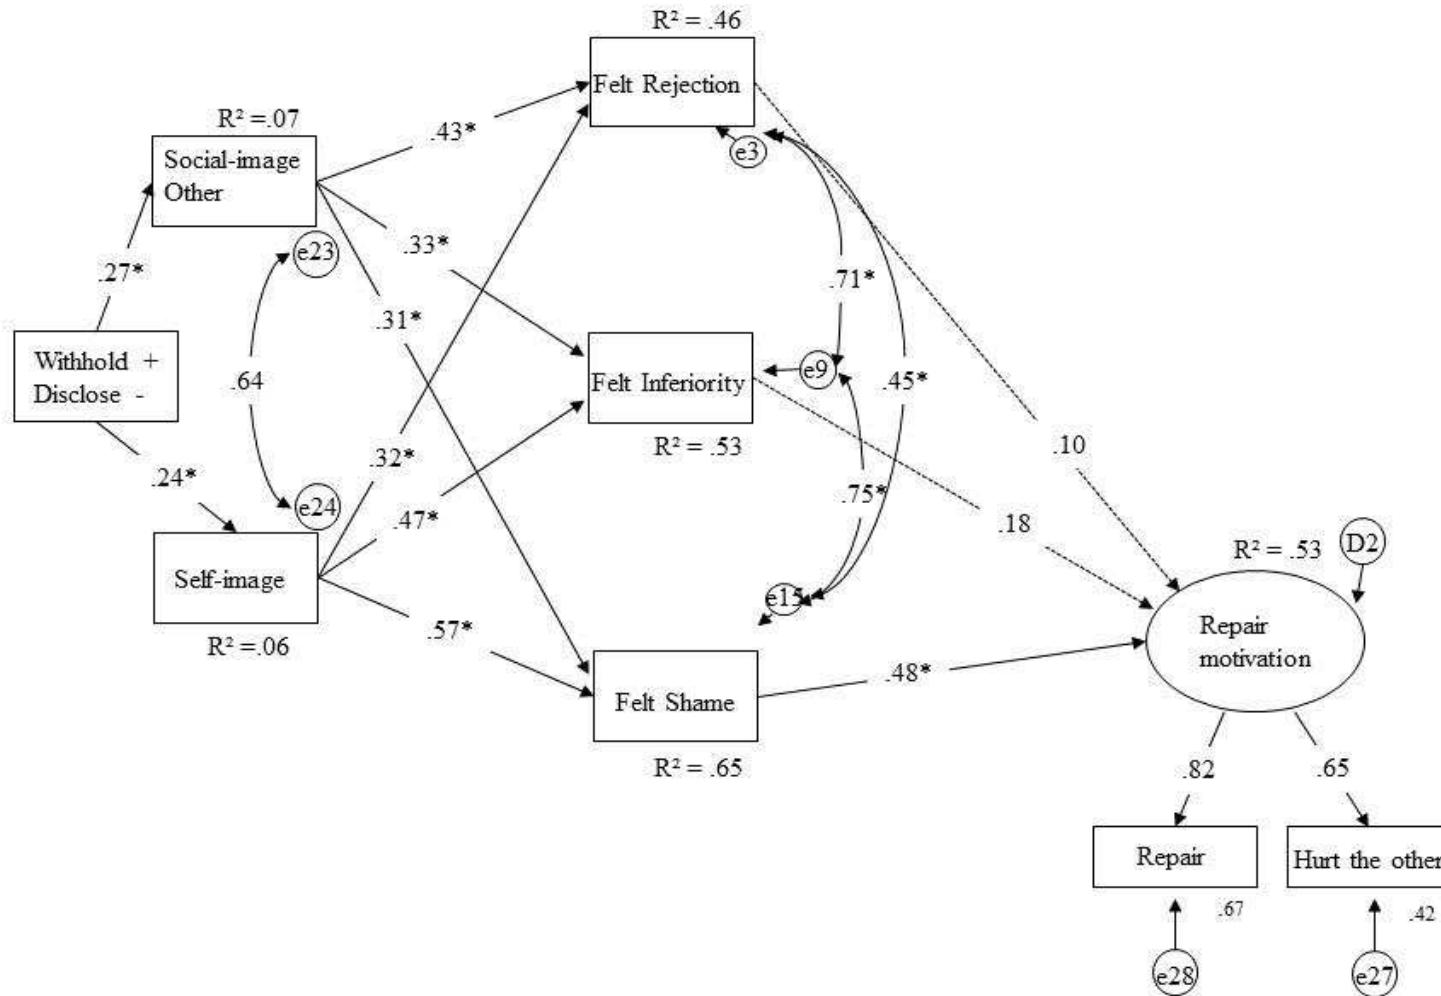 R² = .46
Felt Rejection
e3
R² =.07
Social-image
Other
.43*
e23
.33*
.27*
.71*
.31*
Withhold +
Disclose -
.64
Felt Inferiority
e9
.45*
R² = .53
.10
.32*
.24*
e24
.47*
.75*
.18
R² = .53
D2
Self-image
e15
R² =.06
.57*
Repair
motivation
Felt Shame
.48*
R² = .65
.82
.65
Repair
Hurt the other
.67
.42
e28
e27